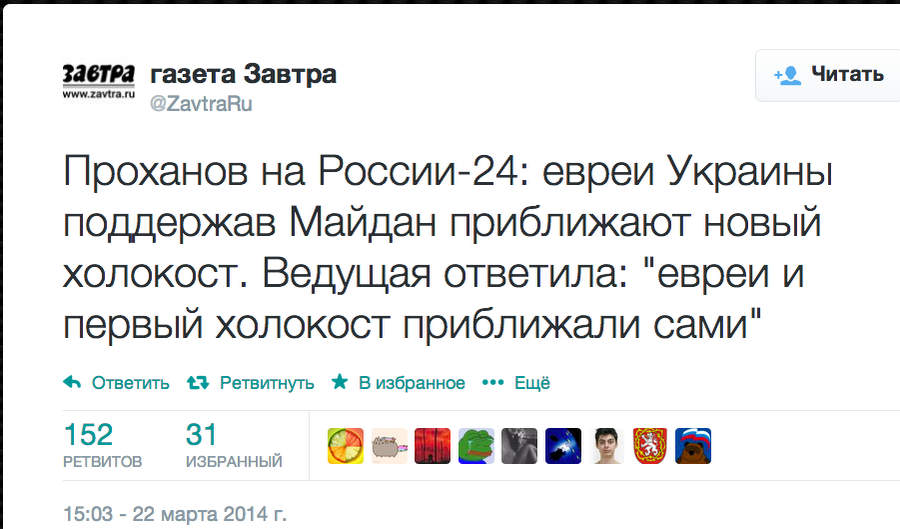 завтра
www.zavtra.ru
газета Завтра
@ZavtraRu
Читать
Проханов на России-24: евреи Украины
поддержав Майдан приближают новый
холокост. Ведущая ответила: "евреи и
первый холокост приближали сами"
Ответить Ретвитнуть В избранное Ещё
152 31
РЕТВИТОВ ИЗБРАННЫЙ
15:03 - 22 марта 2014 г.